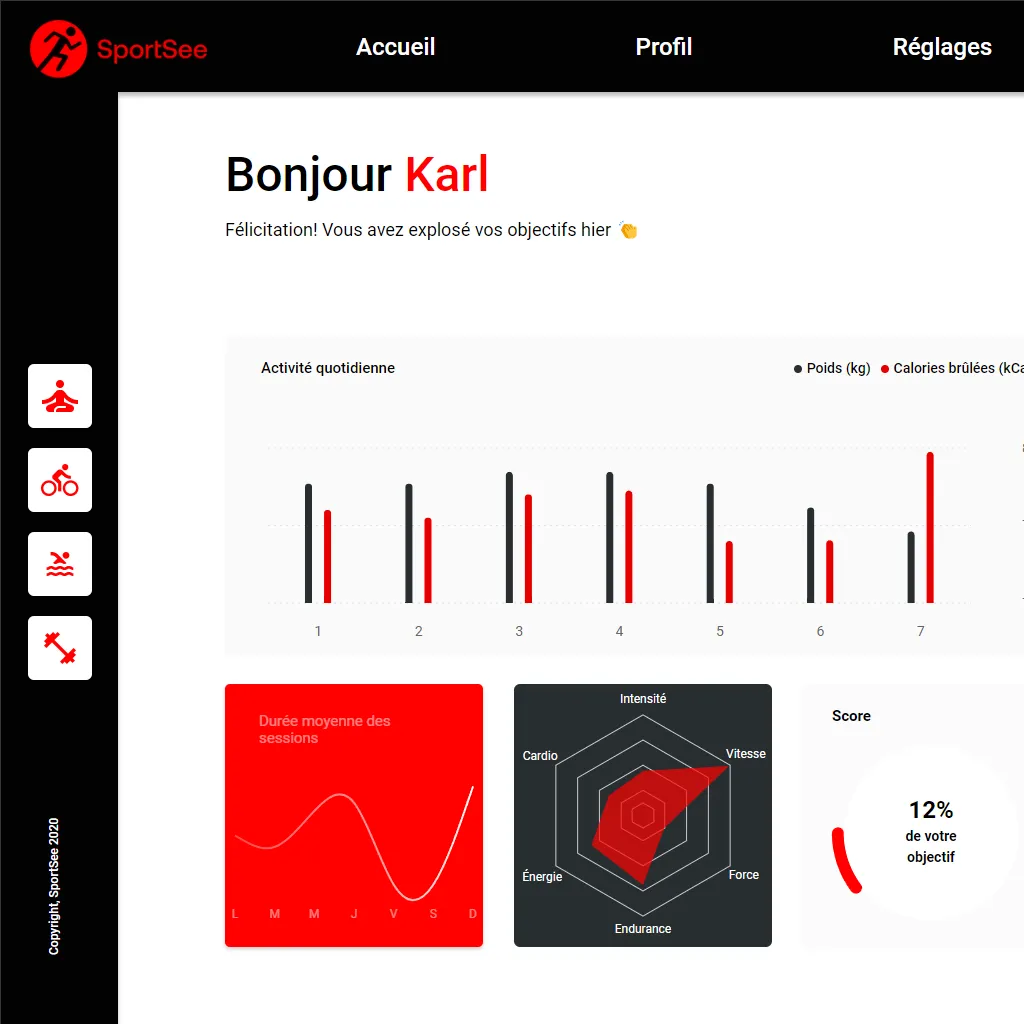 SportSee
Accueil
Profil
Réglages
Bonjour Karl
Félicitation! Vous avez explosé vos objectifs hier 👏
Activité quotidienne
Poids (kg)
Calories brûlées (kCa
1 2 3 4 5 6 7
Durée moyenne des
sessions
L M M J V S D
Intensité
Vitesse
Force
Endurance
Énergie
Cardio
Score
12%
de votre
objectif
Copyright, SportSee 2020